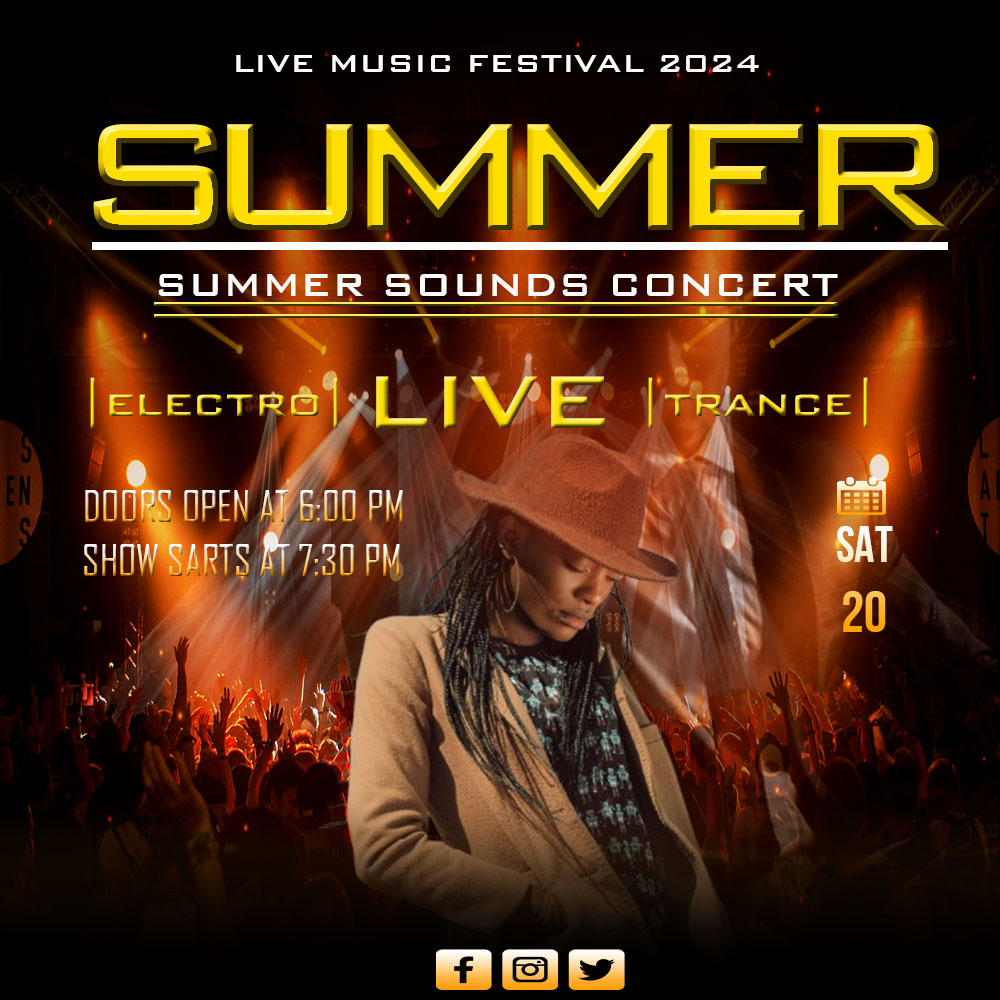 LIVE MUSIC FESTIVAL 2024
SUMMER
SUMMER SOUNDS CONCERT
|ELECTRO| LIVE |TRANCE|
DOORS OPEN AT 6:00 PM
SHOW SARTS AT 7:30 PM
SAT
20